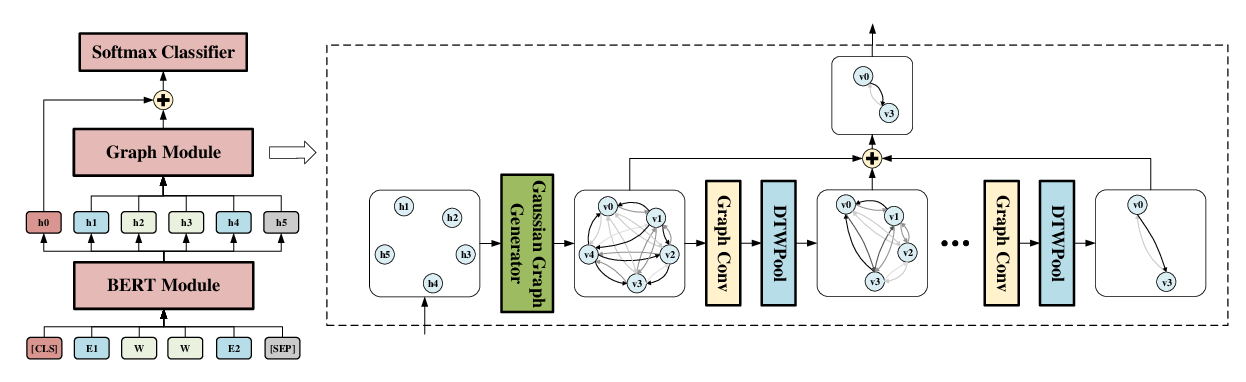 Softmax Classifier
Graph Module
h0 h1 h2 h3 h4 h5
BERT Module
[CLS] E1 W W E2 [SEP]
h1
h2
h5
h3
h4
Gaussian Graph
Generator
v0
v1
v4
v2
v3
Graph Conv
DTWPool
v0
v1
v2
v3
Graph Conv
DTWPool
v0
v3
v0
v3